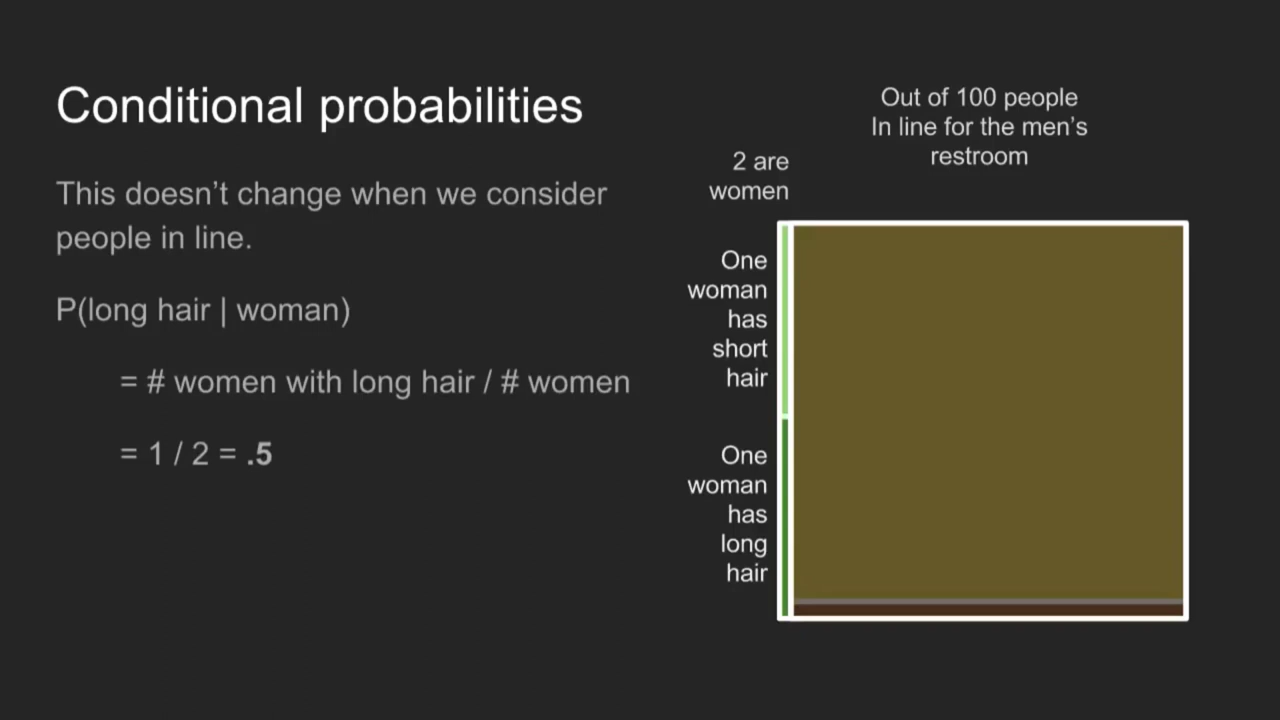 Conditional probabilities
This doesn’t change when we consider
people in line.
P(long hair | woman)
= # women with long hair / # women
= 1 / 2 = .5
Out of 100 people
In line for the men’s
restroom
2 are
women
One
woman
has
short
hair
One
woman
has
long
hair